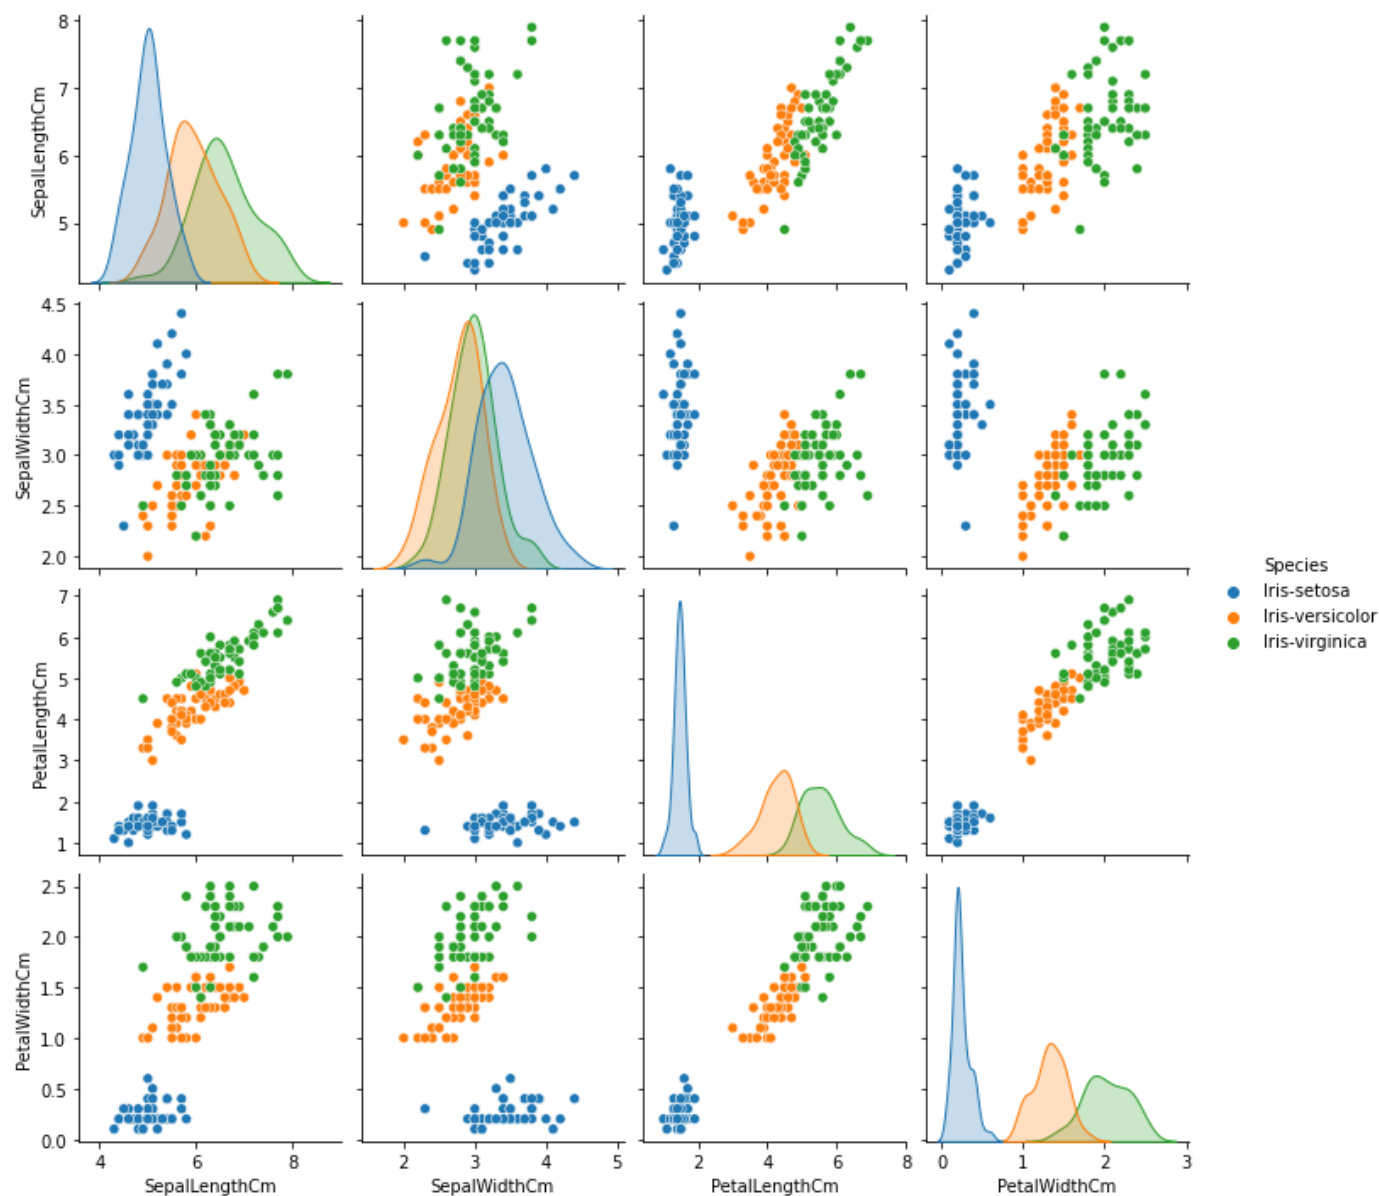 8
7
6
5
SepalLengthCm
4.5
4.0
3.5
3.0
2.5
2.0
SepalWidthCm
Species
Iris-setosa
Iris-versicolor
Iris-virginica
7
6
5
4
3
2
1
PetalLengthCm
2.5
2.0
1.5
1.0
0.5
0.0
PetalWidthCm
4 6 8 2 3 4 5 2 4 6 8 0 1 2 3
SepalLengthCm SepalWidthCm PetalLengthCm PetalWidthCm